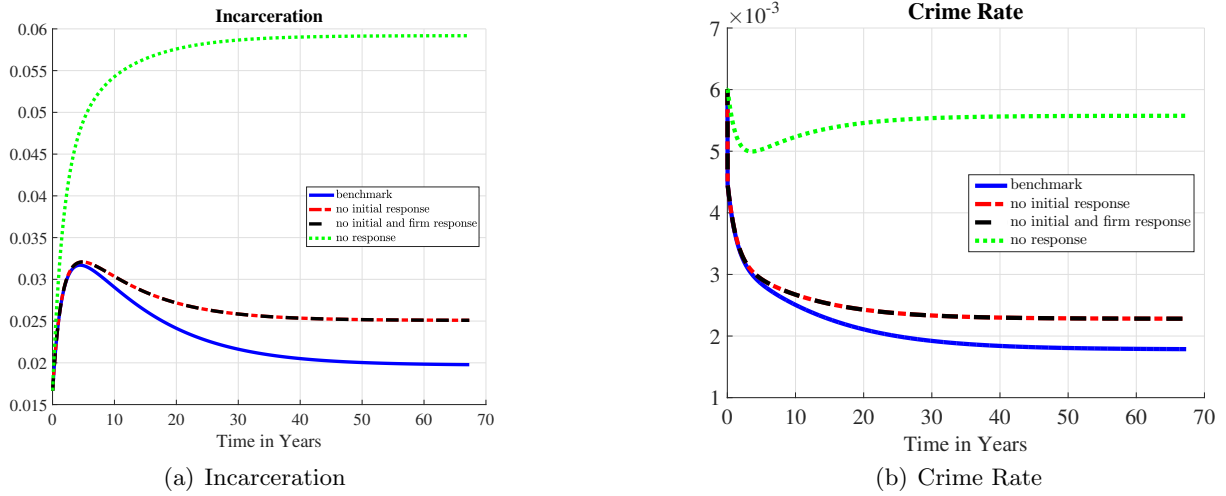 Incarceration
0.06
0.055
0.05
0.045
0.04
0.035
0.03
0.025
0.02
0.015
0 10 20 30 40 50 60 70
Time in Years
benchmark
no initial response
no initial and firm response
no response
(a) Incarceration
Crime Rate
×10⁻³
7
6
5
4
3
2
1
0 10 20 30 40 50 60 70
Time in Years
benchmark
no initial response
no initial and firm response
no response
(b) Crime Rate